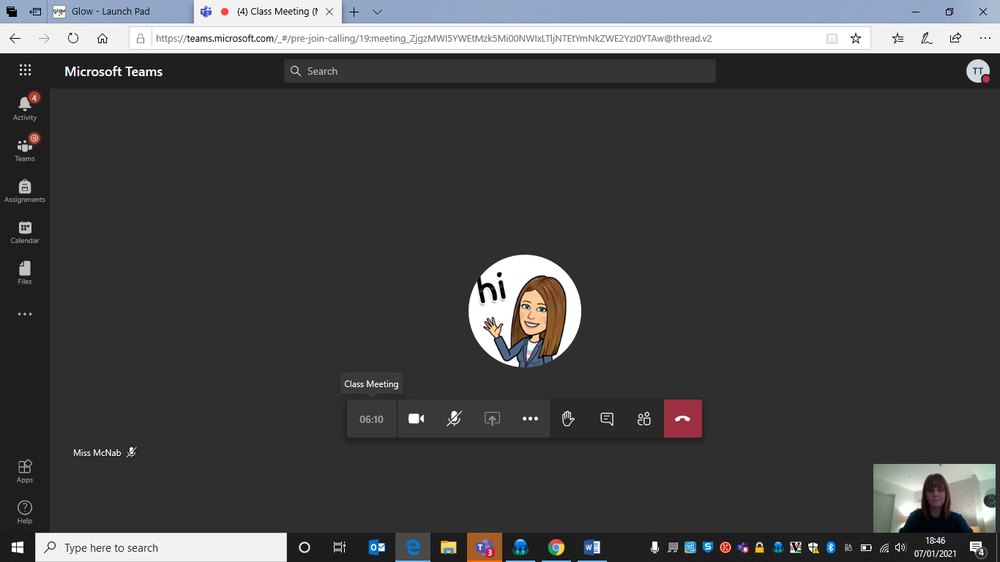 glow Glow - Launch Pad
(4) Class Meeting (M
https://teams.microsoft.com/_#/pre-join-calling/19:meeting_ZjgzMWI5YWEtMzk5Mi00NWIxLTljNTEtYmNkZWE2YzI0YTAw@thread.v2
Microsoft Teams
Search
TT
4
Activity
@
Teams
Assignments
Calendar
Files
hi
Class Meeting
06:10
Miss McNab
Apps
Help
Type here to search
3
18:46
07/01/2021
4